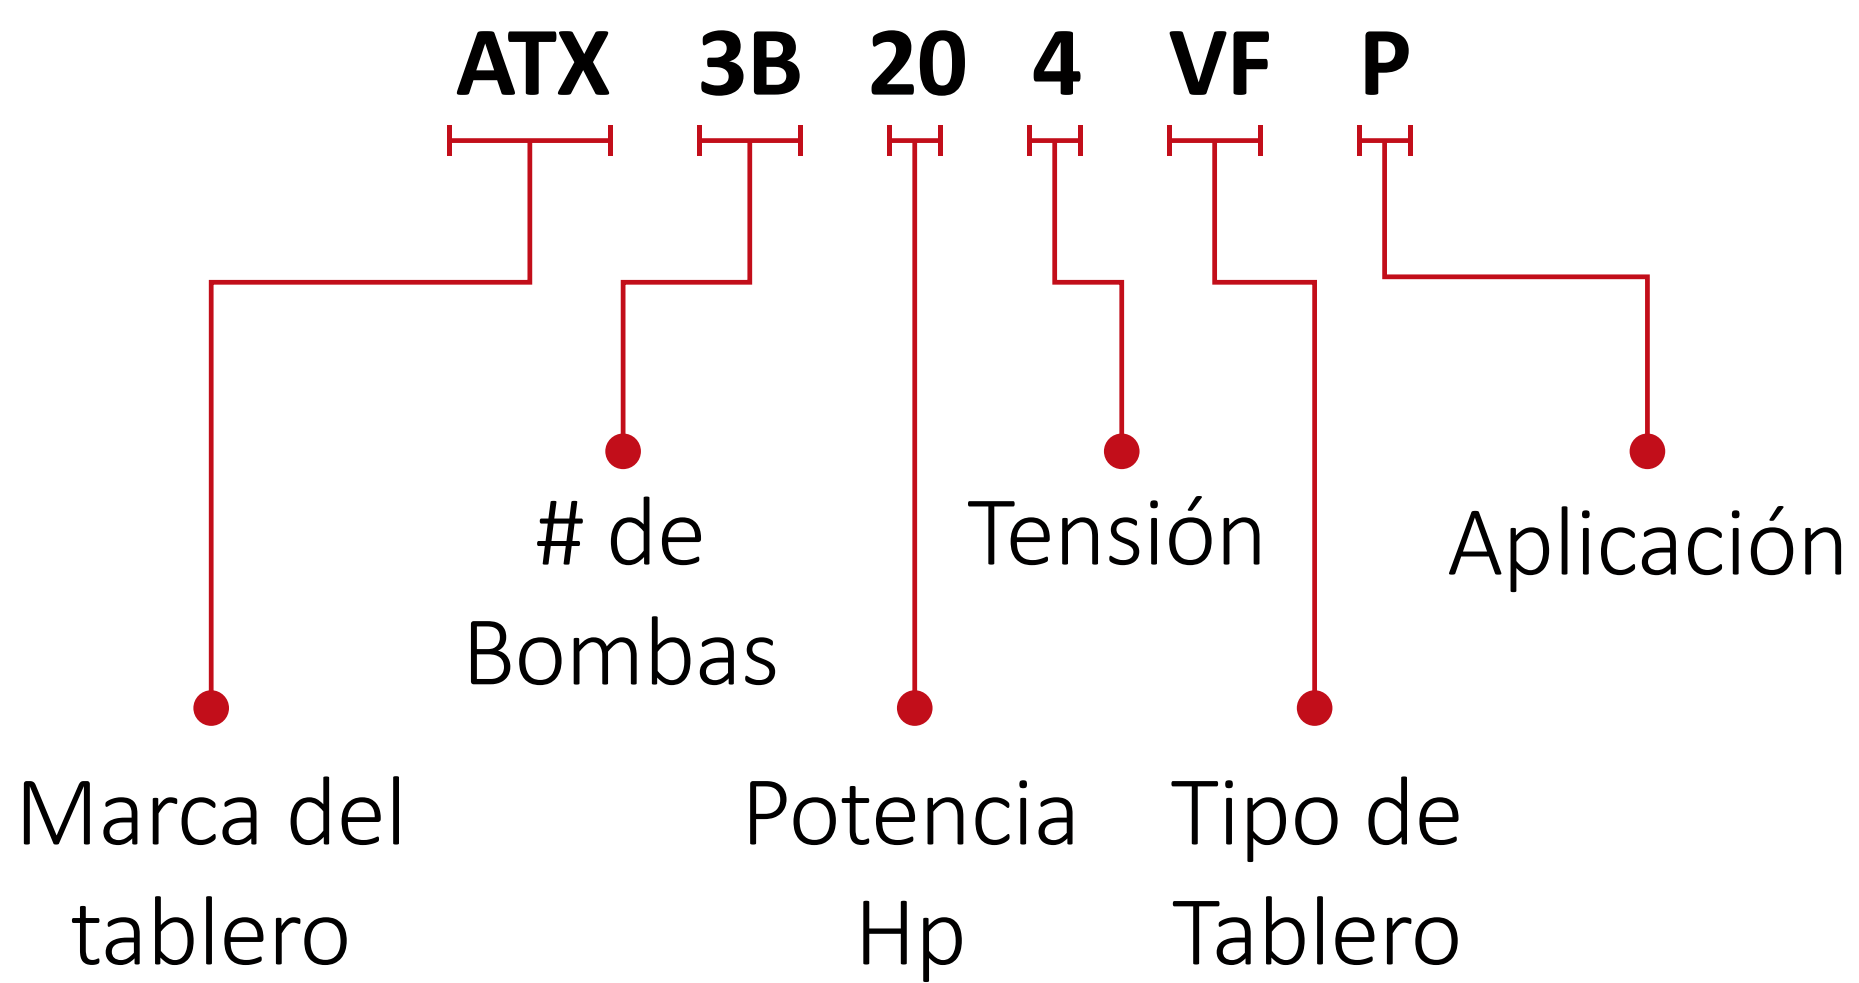 ATX 3B 20 4 VF P
# de
Bombas
Tensión
Aplicación
Marca del
tablero
Potencia
Hp
Tipo de
Tablero